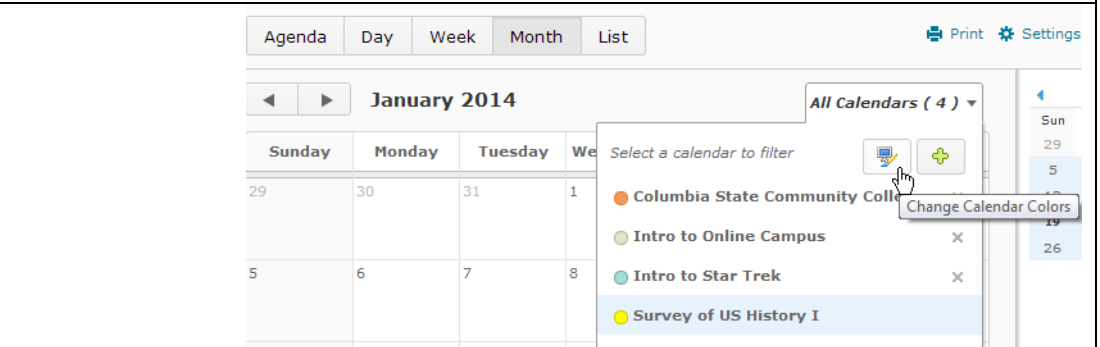 Agenda Day Week Month List Print Settings
January 2014 All Calendars ( 4 )
Sun
Sunday Monday Tuesday We Select a calendar to filter 29
5
29 30 31 1 Columbia State Community Colle Change Calendar Colors
19
Intro to Online Campus
26
5 6 7 8 Intro to Star Trek
Survey of US History I